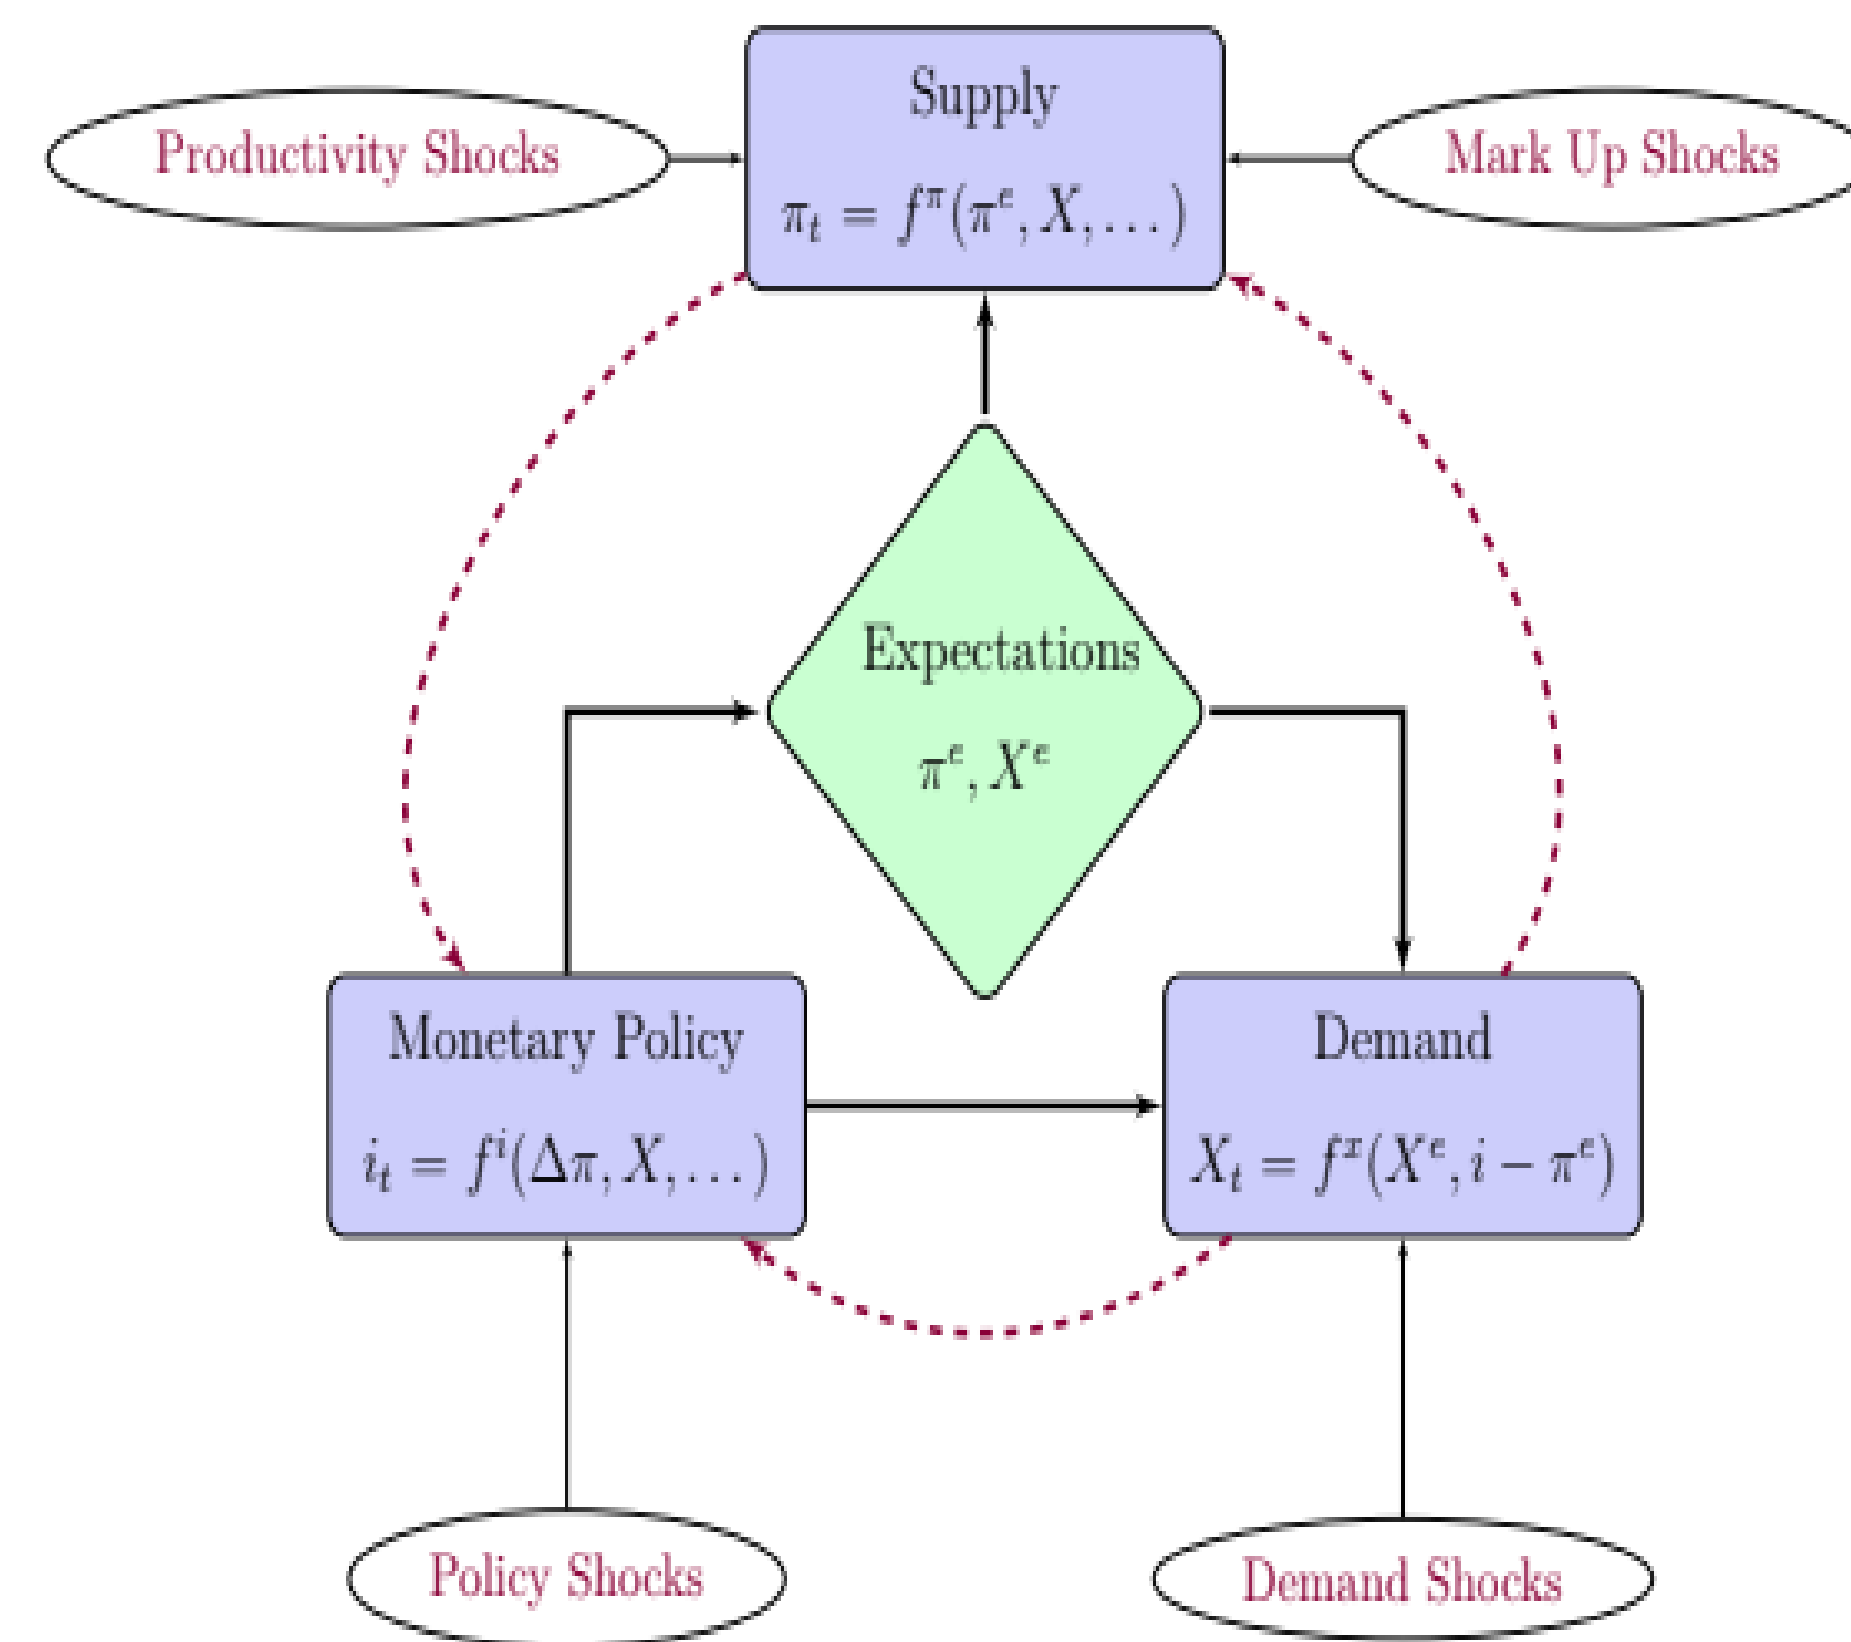 Supply
Productivity Shocks
Mark Up Shocks
π_t = f^π(π^e, X, …)
Expectations
π^e, X^e
Monetary Policy
Demand
i_t = f^i(Δπ, X, …)
X_t = f^x(X^e, i − π^e)
Policy Shocks
Demand Shocks